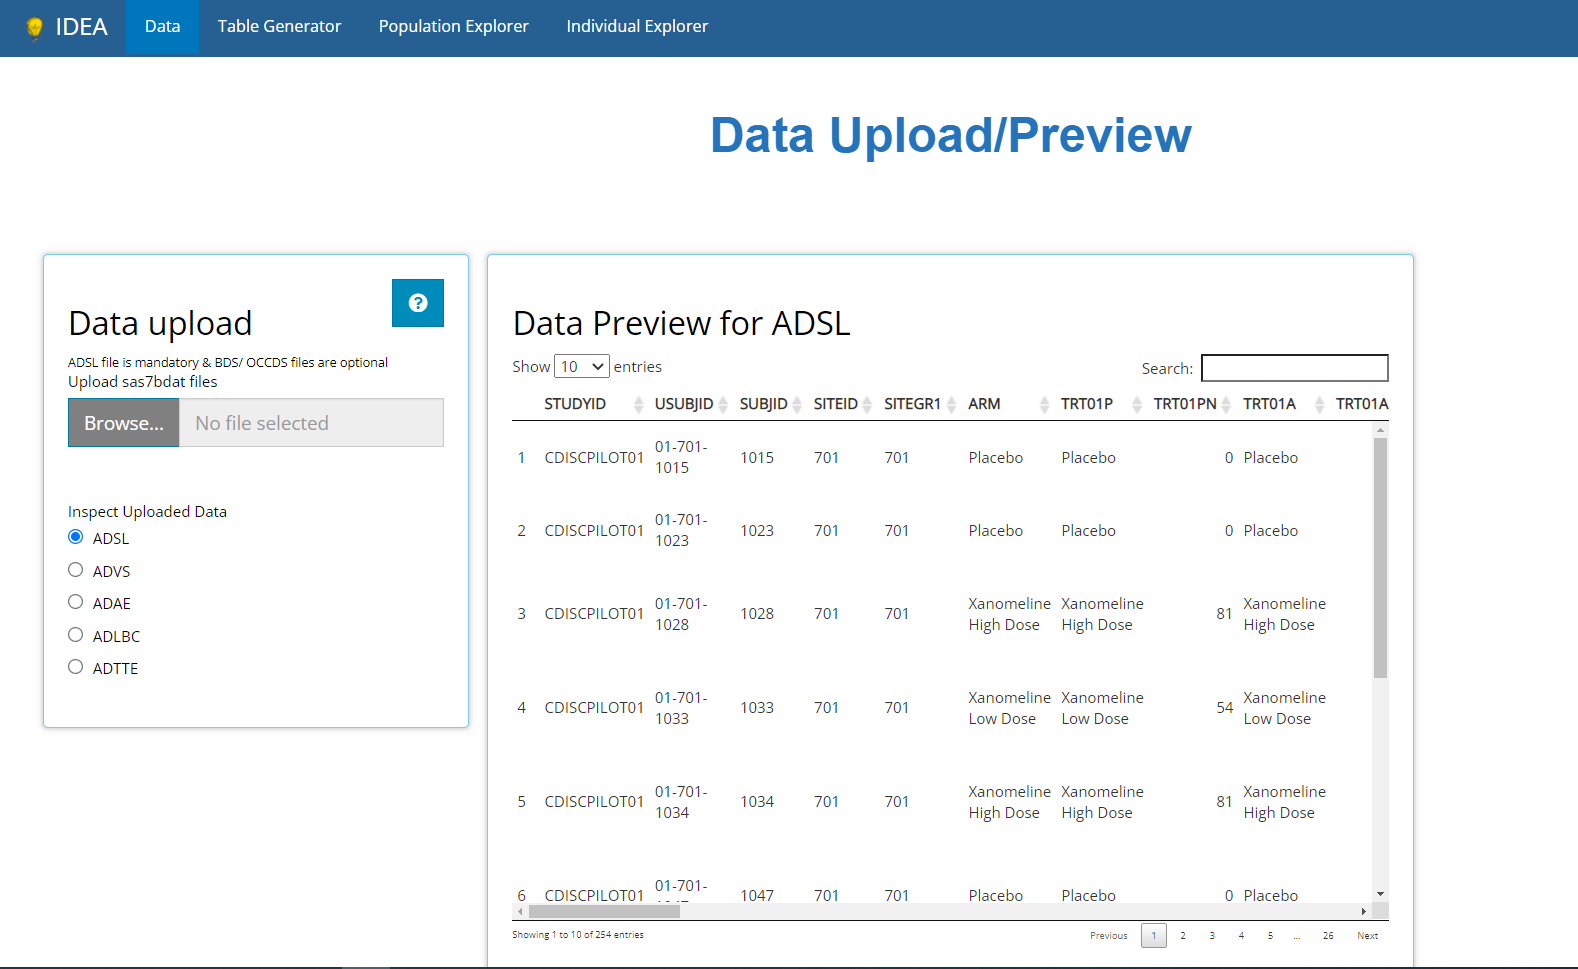 IDEA Data Table Generator Population Explorer Individual Explorer
Data Upload/Preview
Data upload
ADSL file is mandatory & BDS/ OCCDS files are optional
Upload sas7bdat files
Browse... No file selected
Inspect Uploaded Data
ADSL
ADVS
ADAE
ADLBC
ADTTE
Data Preview for ADSL
Show 10 entries Search:
STUDYID USUBJID SUBJID SITEID SITEGR1 ARM TRT01P TRT01PN TRT01A TRT01A
1 CDISCPILOT01 01-701-1015 1015 701 701 Placebo Placebo 0 Placebo
2 CDISCPILOT01 01-701-1023 1023 701 701 Placebo Placebo 0 Placebo
3 CDISCPILOT01 01-701-1028 1028 701 701 Xanomeline High Dose Xanomeline High Dose 81 Xanomeline High Dose
4 CDISCPILOT01 01-701-1033 1033 701 701 Xanomeline Low Dose Xanomeline Low Dose 54 Xanomeline Low Dose
5 CDISCPILOT01 01-701-1034 1034 701 701 Xanomeline High Dose Xanomeline High Dose 81 Xanomeline High Dose
6 CDISCPILOT01 01-701- 1047 701 701 Placebo Placebo 0 Placebo
Showing 1 to 10 of 254 entries Previous 1 2 3 4 5 ... 26 Next